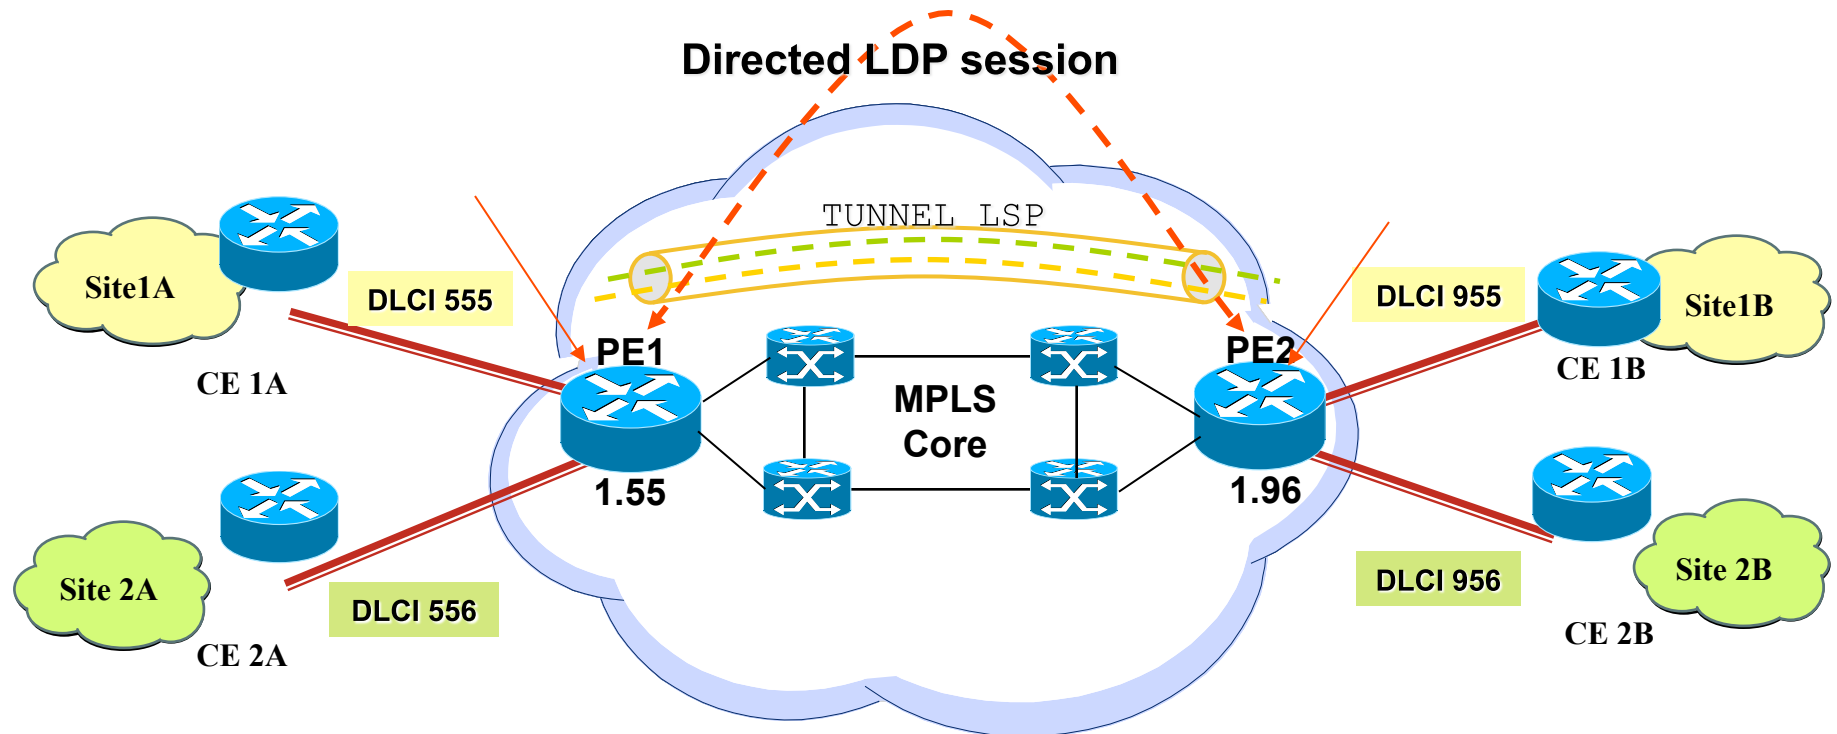 Directed LDP session
TUNNEL LSP
Site1A
DLCI 555
DLCI 955
Site1B
PE1
PE2
CE 1A
CE 1B
MPLS
Core
1.55
1.96
Site 2A
DLCI 556
DLCI 956
Site 2B
CE 2A
CE 2B